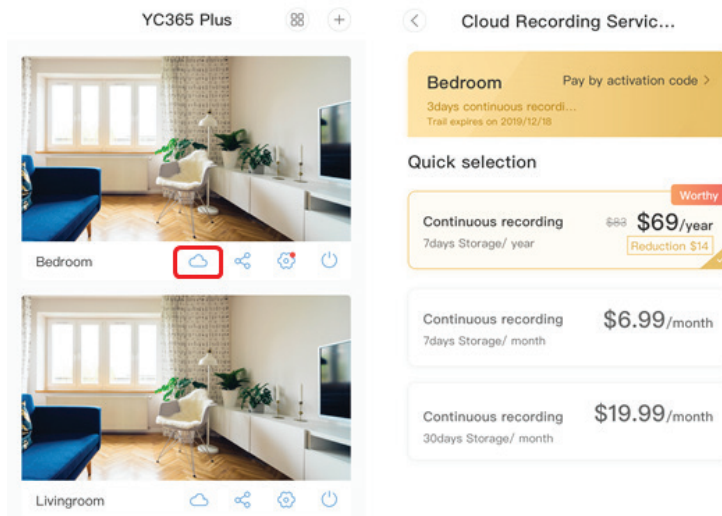 YC365 Plus
Bedroom
Livingroom
Cloud Recording Servic...
Bedroom
Pay by activation code >
3days continuous recordi...
Trail expires on 2019/12/18
Quick selection
Worthy
Continuous recording
$83 $69/year
7days Storage/ year
Reduction $14
Continuous recording
$6.99/month
7days Storage/ month
Continuous recording
$19.99/month
30days Storage/ month